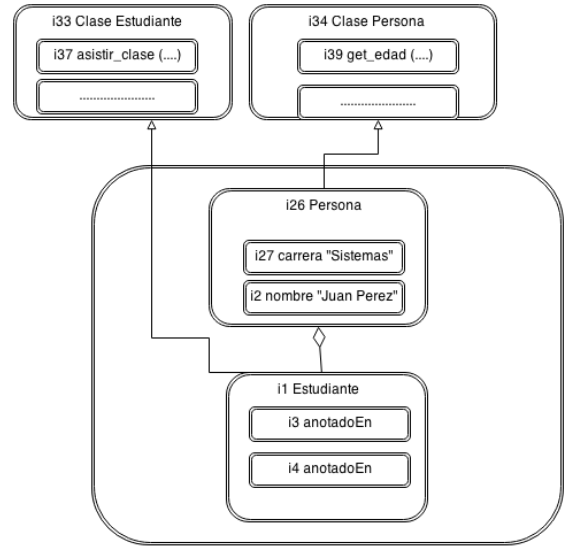 i33 Clase Estudiante
i37 asistir_clase (....)
......................
i34 Clase Persona
i39 get_edad (....)
......................
i26 Persona
i27 carrera "Sistemas"
i2 nombre "Juan Perez"
i1 Estudiante
i3 anotadoEn
i4 anotadoEn